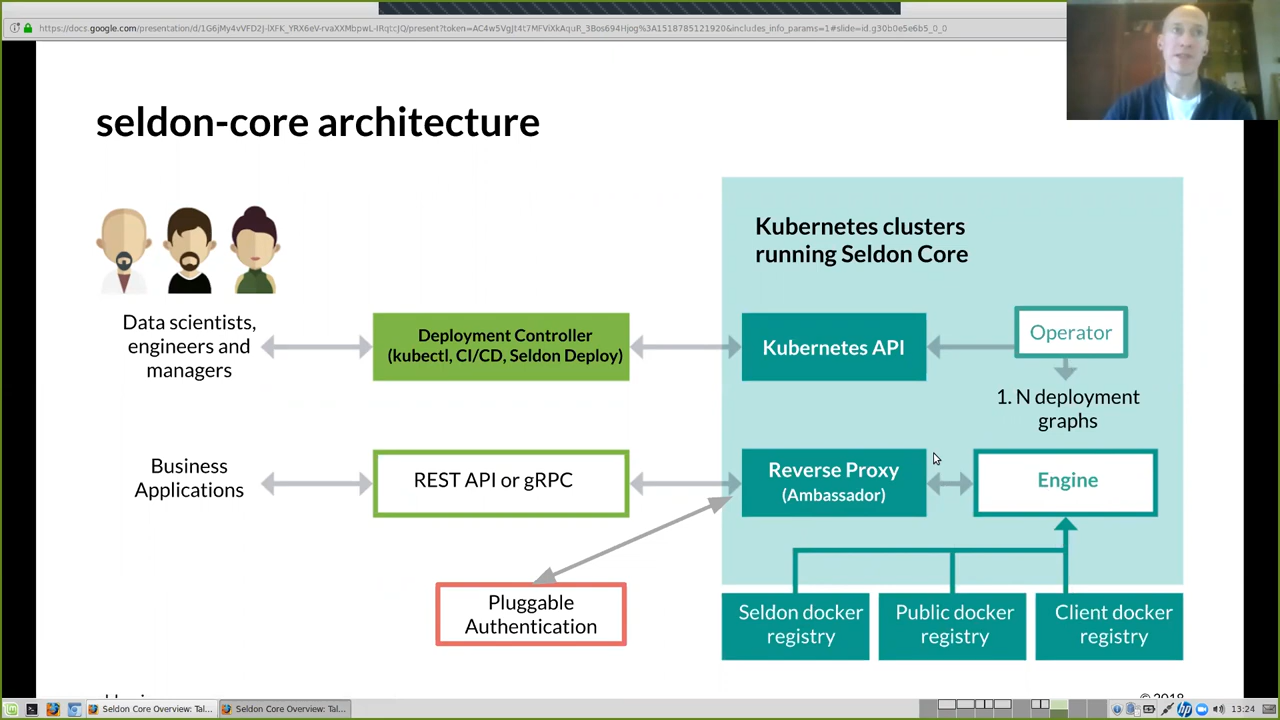 https://docs.google.com/presentation/d/1G6jMy4vVFD2J-lXFK_YRX6eV-rvaXXMbpwL-IRqtcJQ/present?token=AC4w5VgJt4t7MFViXkAquR_3Bos694Hjog%3A1518785121920&includes_info_params=1#slide=id.g30b0e5e6b5_0_0
seldon-core architecture
Kubernetes clusters
running Seldon Core
Data scientists,
engineers and
managers
Deployment Controller
(kubectl, CI/CD, Seldon Deploy)
Kubernetes API
Operator
1. N deployment
graphs
Business
Applications
REST API or gRPC
Reverse Proxy
(Ambassador)
Engine
Pluggable
Authentication
Seldon docker
registry
Public docker
registry
Client docker
registry
© 2018
Seldon Core Overview: Tal...
Seldon Core Overview: Tal...
13:24